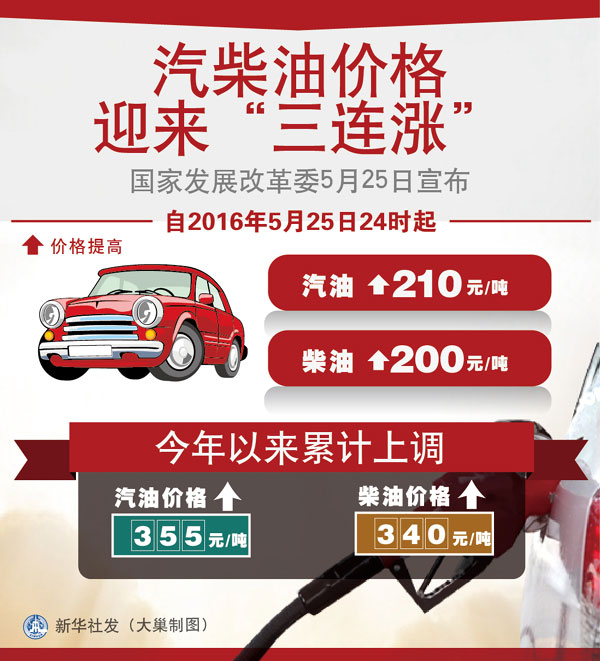 汽柴油价格
迎来“三连涨”
国家发展改革委5月25日宣布
自2016年5月25日24时起
价格提高
汽油 210元/吨
柴油 200元/吨
今年以来累计上调
汽油价格 柴油价格
355元/吨 340元/吨
新华社发（大巢制图）